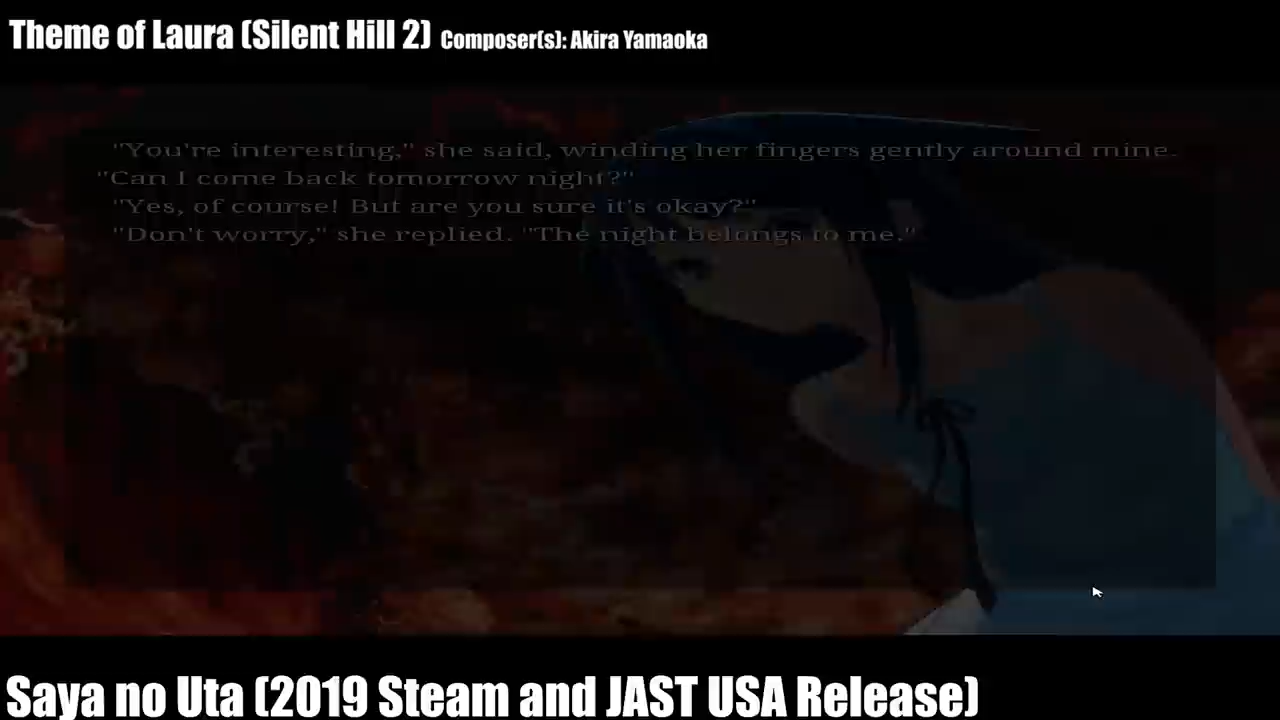 Theme of Laura (Silent Hill 2) Composer(s): Akira Yamaoka
"You're interesting," she said, winding her fingers gently around mine.
"Can I come back tomorrow night?"
"Yes, of course! But are you sure it's okay?"
"Don't worry," she replied. "The night belongs to me."
Saya no Uta (2019 Steam and JAST USA Release)